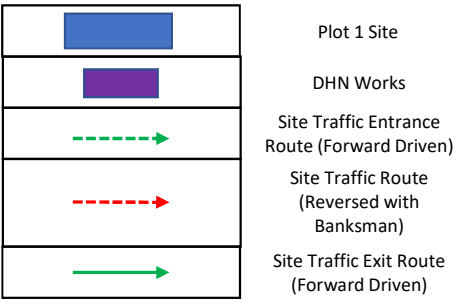 Plot 1 Site
DHN Works
Site Traffic Entrance
Route (Forward Driven)
Site Traffic Route
(Reversed with
Banksman)
Site Traffic Exit Route
(Forward Driven)